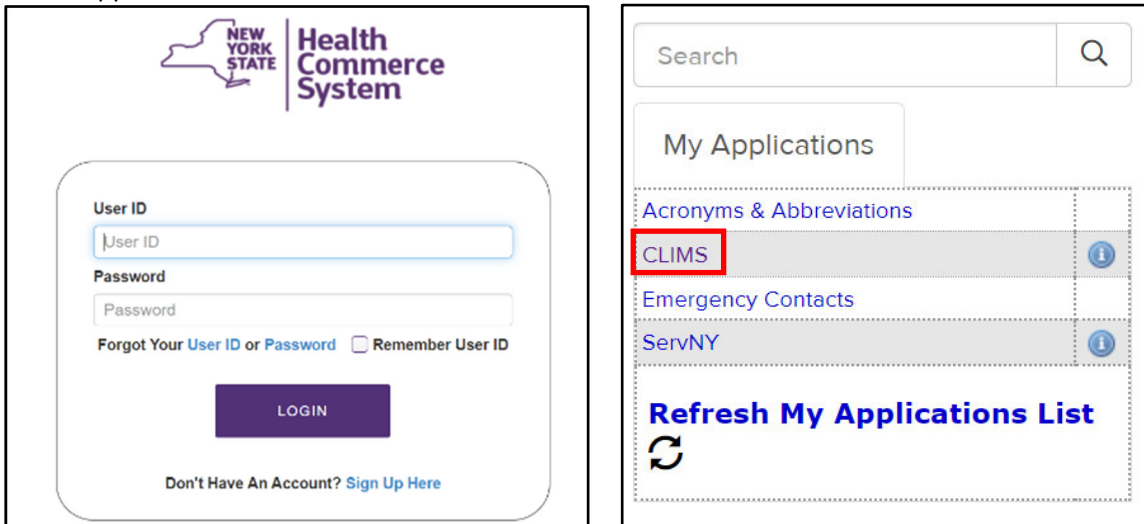 NEW
YORK
STATE
Health
Commerce
System
User ID
User ID
Password
Password
Forgot Your User ID or Password Remember User ID
LOGIN
Don't Have An Account? Sign Up Here
Search
My Applications
Acronyms & Abbreviations
CLIMS
Emergency Contacts
ServNY
Refresh My Applications List